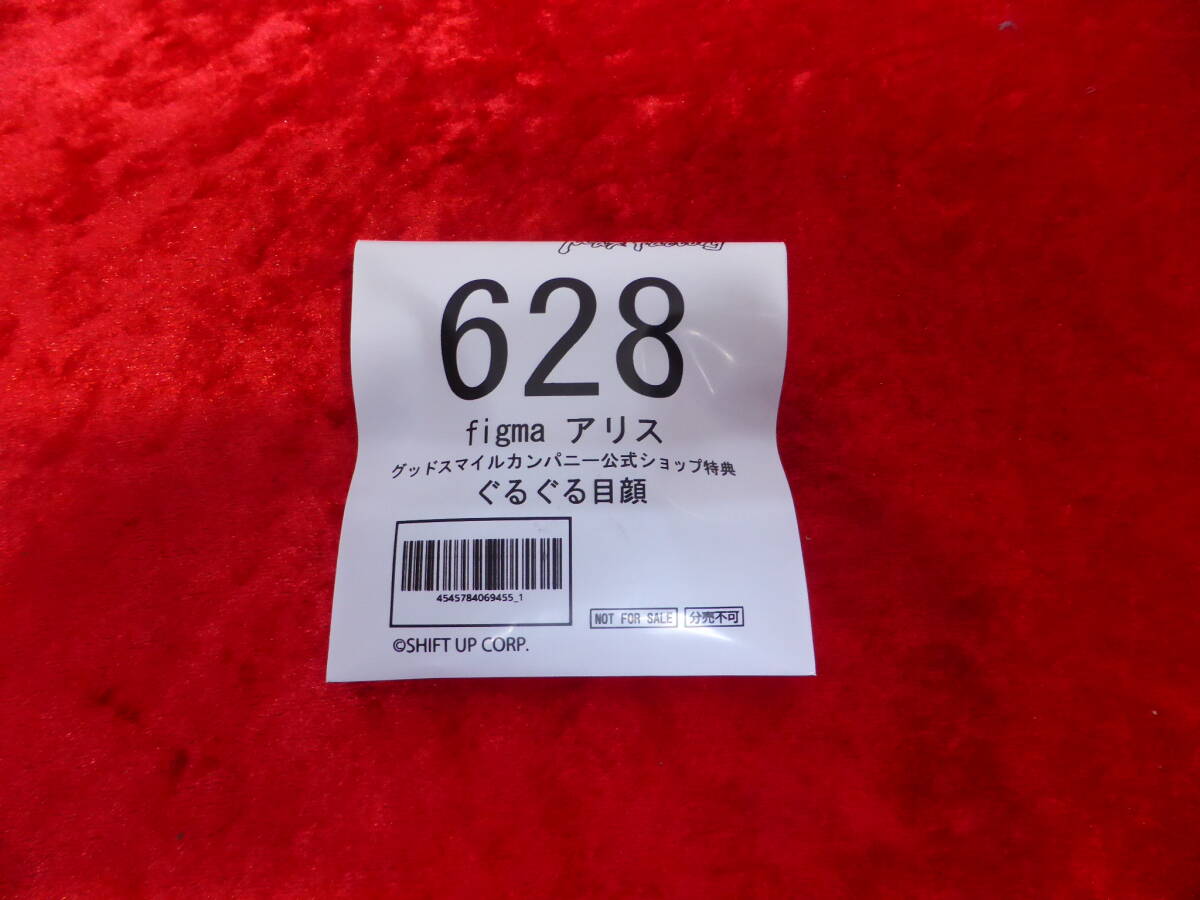 Max Factory
628
figma アリス
グッドスマイルカンパニー公式ショップ特典
ぐるぐる目顔
4545784069455_1
NOT FOR SALE 分売不可
©SHIFT UP CORP.